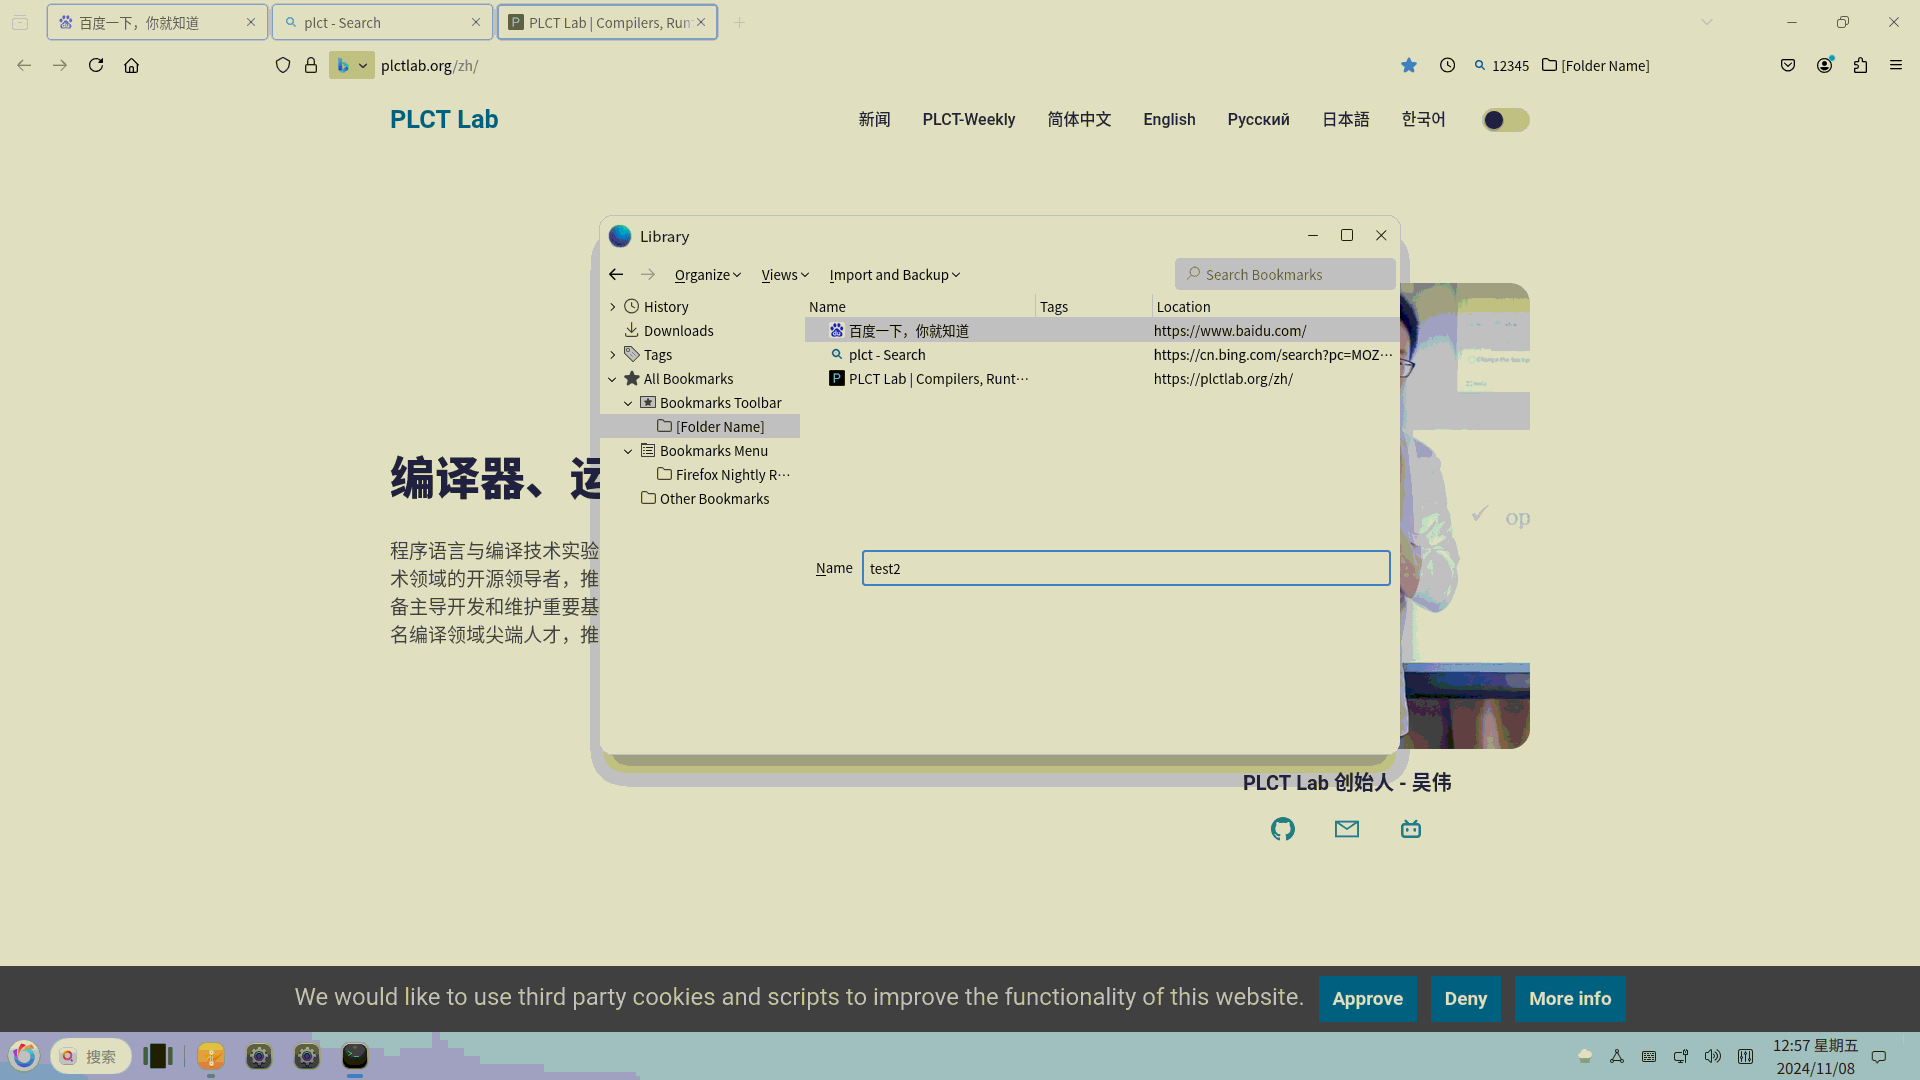 百度一下，你就知道
plct - Search
PLCT Lab | Compilers, Run
plctlab.org/zh/
12345
[Folder Name]
PLCT Lab
新闻
PLCT-Weekly
简体中文
English
Русский
日本語
한국어
Library
Organize
Views
Import and Backup
Search Bookmarks
History
Downloads
Tags
All Bookmarks
Bookmarks Toolbar
[Folder Name]
Bookmarks Menu
Firefox Nightly R···
Other Bookmarks
Name
Tags
Location
百度一下，你就知道
https://www.baidu.com/
plct - Search
https://cn.bing.com/search?pc=MOZ···
PLCT Lab | Compilers, Runt···
https://plctlab.org/zh/
Name
test2
编译器、运
程序语言与编译技术实验
术领域的开源领导者，推
备主导开发和维护重要基
名编译领域尖端人才，推
op
PLCT Lab 创始人 - 吴伟
We would like to use third party cookies and scripts to improve the functionality of this website.
Approve
Deny
More info
搜索
12:57 星期五
2024/11/08